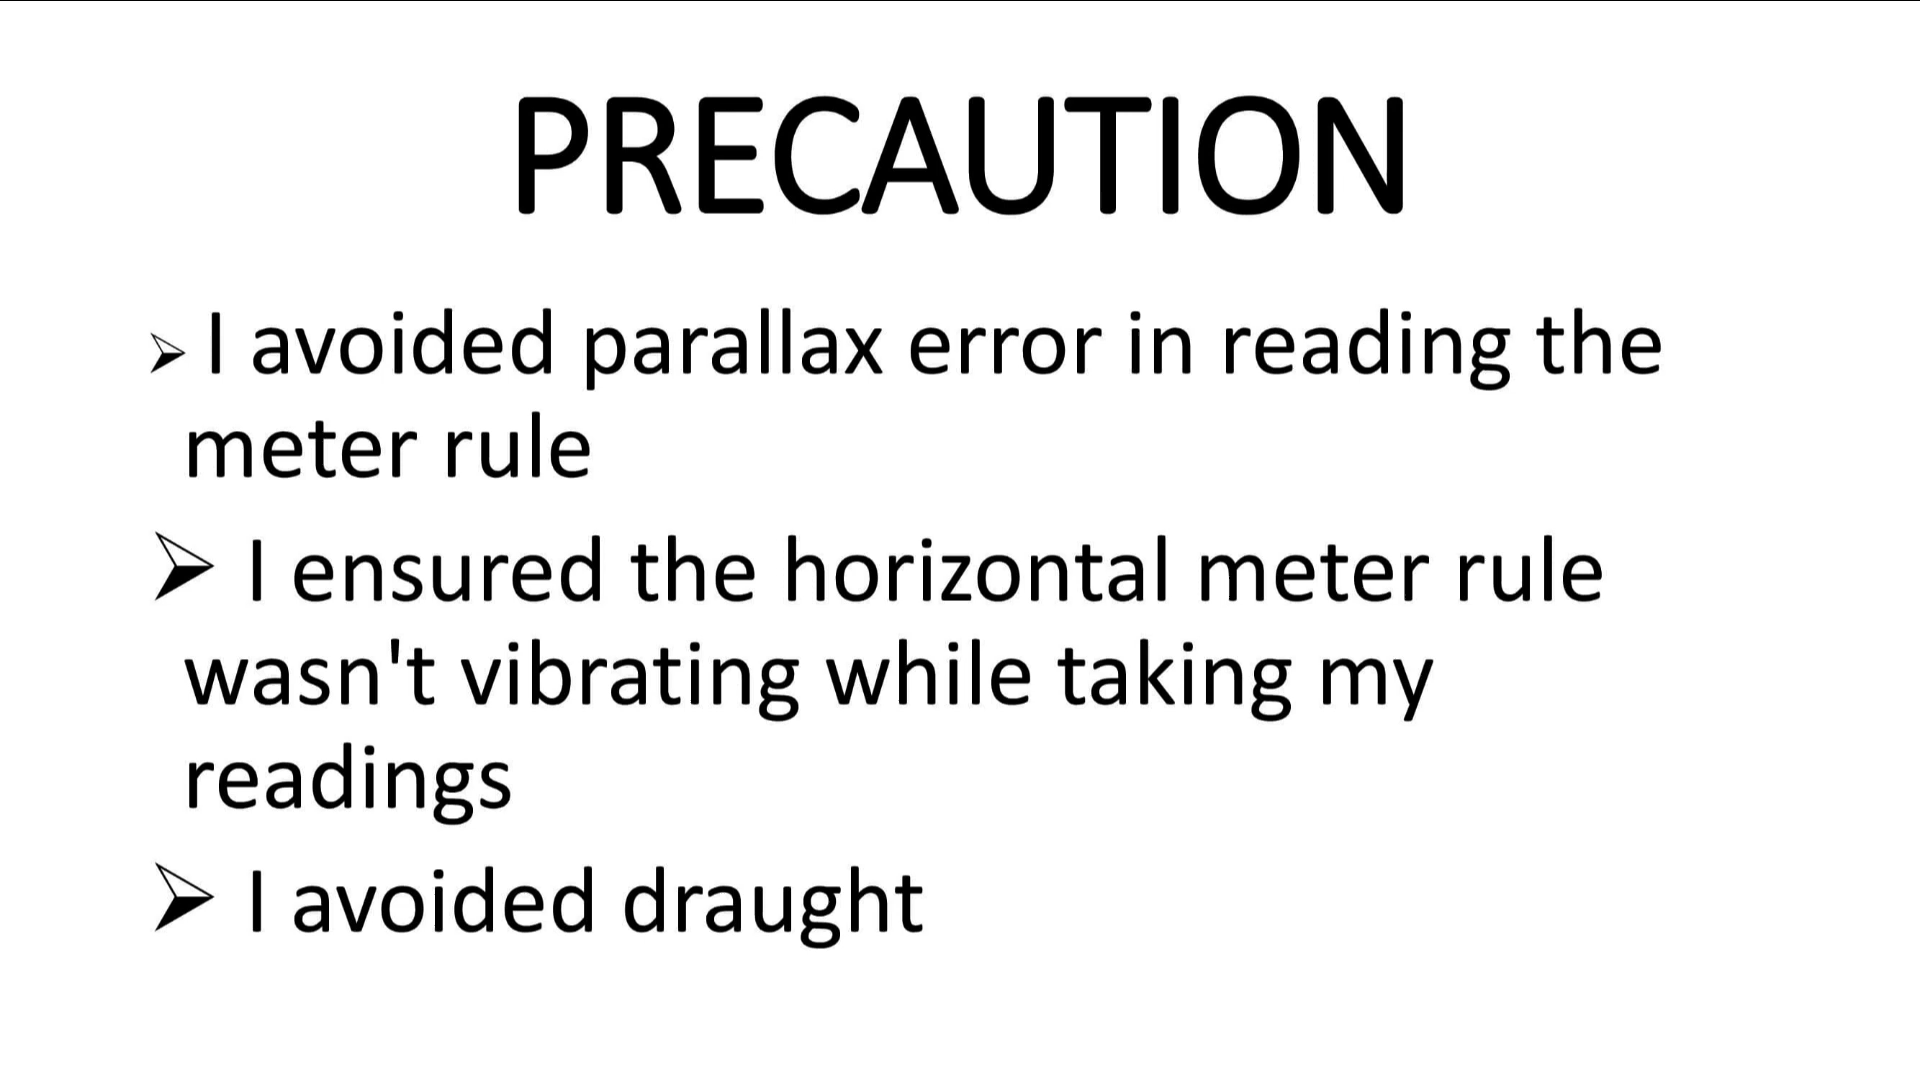 PRECAUTION
➢ I avoided parallax error in reading the
meter rule
➢ I ensured the horizontal meter rule
wasn't vibrating while taking my
readings
➢ I avoided draught